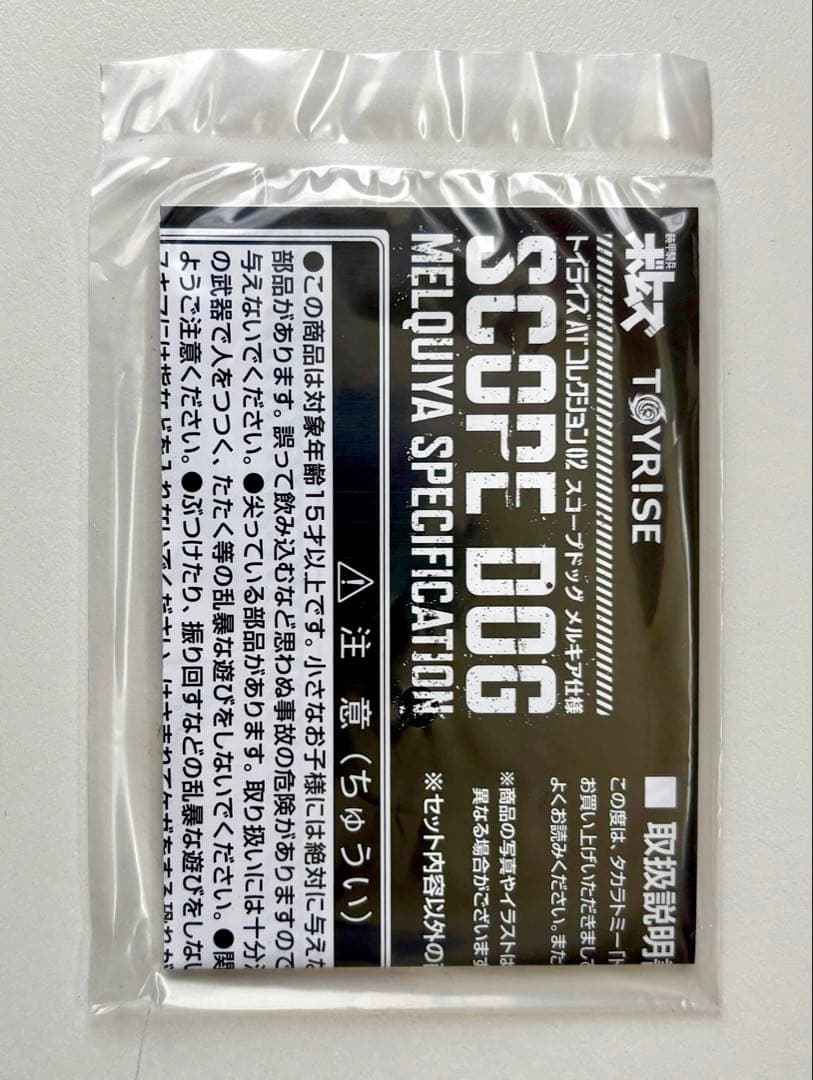 装甲騎兵
ボトムズ
TOYRISE
トイライズ ATコレクション02 スコープドッグ メルキア仕様
SCOPE DOG
MELQUIYA SPECIFICATION
■ 取扱説明
この度は、タカラトミー「ト
お買い上げいただきまして
よくお読みください。また
※商品の写真やイラストは
異なる場合がございます
※セット内容以外の
⚠ 注 意 (ちゅうい)
●この商品は対象年齢15才以上です。小さなお子様には絶対に与え
部品があります。誤って飲み込むなど思わぬ事故の危険がありますので
与えないでください。●尖っている部品があります。取り扱いには十分
の武器で人をつつく、たたく等の乱暴な遊びをしないでください。●関
ようご注意ください。●ぶつけたり、振り回すなどの乱暴な遊びをしない